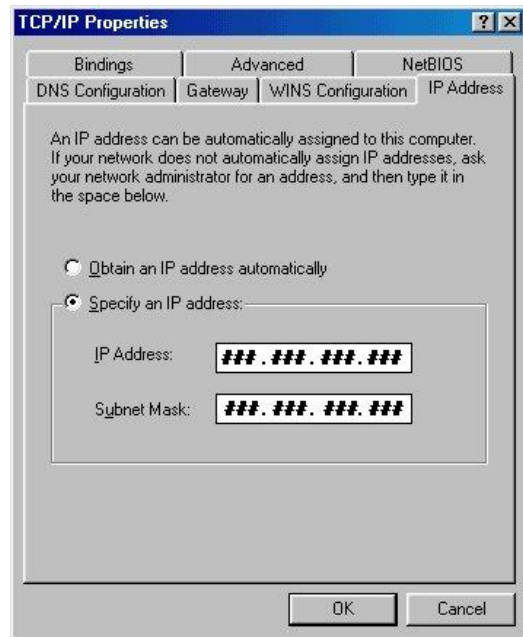 TCP/IP Properties
Bindings Advanced NetBIOS
DNS Configuration Gateway WINS Configuration IP Address
An IP address can be automatically assigned to this computer.
If your network does not automatically assign IP addresses, ask
your network administrator for an address, and then type it in
the space below.
Obtain an IP address automatically
Specify an IP address:
IP Address: ###.###.###.###
Subnet Mask: ###.###.###.###
OK Cancel